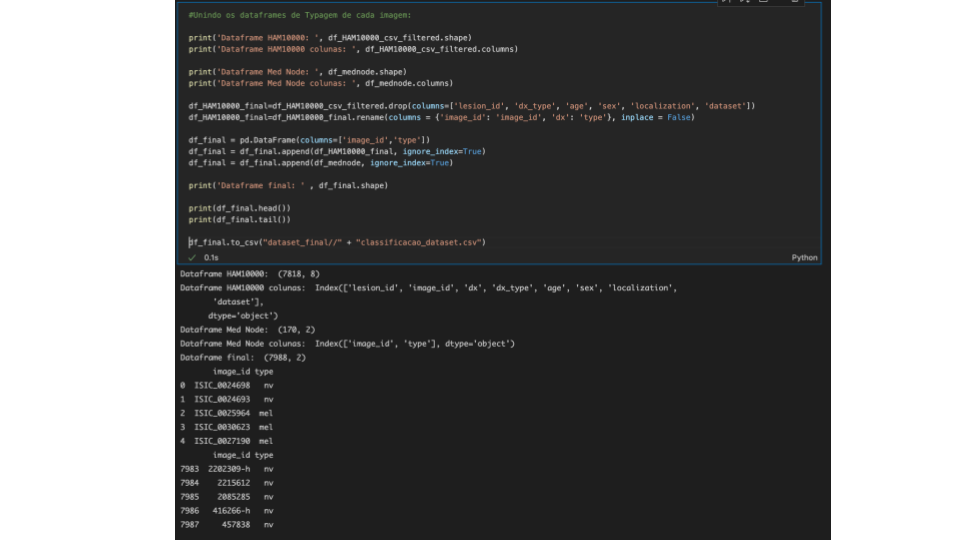 #Unindo os dataframes de Typagem de cada imagem:
print('Dataframe HAM10000: ', df_HAM10000_csv_filtered.shape)
print('Dataframe HAM10000 colunas: ', df_HAM10000_csv_filtered.columns)
print('Dataframe Med Node: ', df_mednode.shape)
print('Dataframe Med Node colunas: ', df_mednode.columns)
df_HAM10000_final=df_HAM10000_csv_filtered.drop(columns=['lesion_id', 'dx_type', 'age', 'sex', 'localization', 'dataset'])
df_HAM10000_final=df_HAM10000_final.rename(columns = {'image_id': 'image_id', 'dx': 'type'}, inplace = False)
df_final = pd.DataFrame(columns=['image_id','type'])
df_final = df_final.append(df_HAM10000_final, ignore_index=True)
df_final = df_final.append(df_mednode, ignore_index=True)
print('Dataframe final: ' , df_final.shape)
print(df_final.head())
print(df_final.tail())
df_final.to_csv("dataset_final//" + "classificacao_dataset.csv")
✓ 0.1s Python
Dataframe HAM10000:  (7818, 8)
Dataframe HAM10000 colunas:  Index(['lesion_id', 'image_id', 'dx', 'dx_type', 'age', 'sex', 'localization',
'dataset'],
dtype='object')
Dataframe Med Node:  (170, 2)
Dataframe Med Node colunas:  Index(['image_id', 'type'], dtype='object')
Dataframe final:  (7988, 2)
image_id type
0 ISIC_0024698 nv
1 ISIC_0024693 nv
2 ISIC_0025964 mel
3 ISIC_0030623 mel
4 ISIC_0027190 mel
image_id type
7983 2202309-h nv
7984 2215612 nv
7985 2085285 nv
7986 416266-h nv
7987 457838 nv